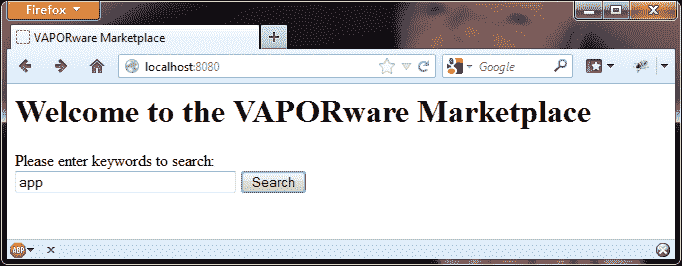 Firefox
VAPORware Marketplace
localhost:8080
Google
Welcome to the VAPORware Marketplace
Please enter keywords to search:
app
Search
ABP